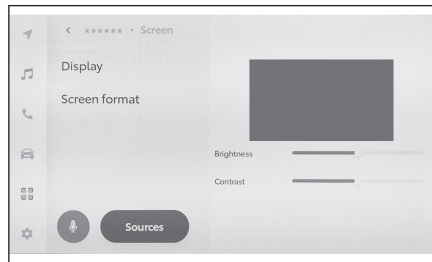 ****** • Screen
Display
Screen format
Brightness
Contrast
Sources